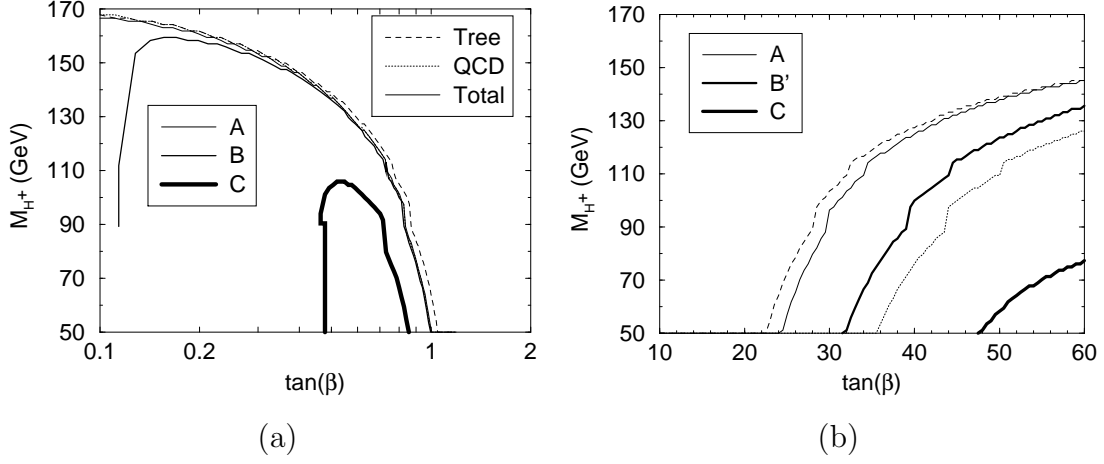 170
150
130
110
90
70
50
M_H+ (GeV)
0.1
0.2
1
2
tan(β)
Tree
QCD
Total
A
B
C
(a)
170
150
130
110
90
70
50
M_H+ (GeV)
10
20
30
40
50
60
tan(β)
A
B'
C
(b)